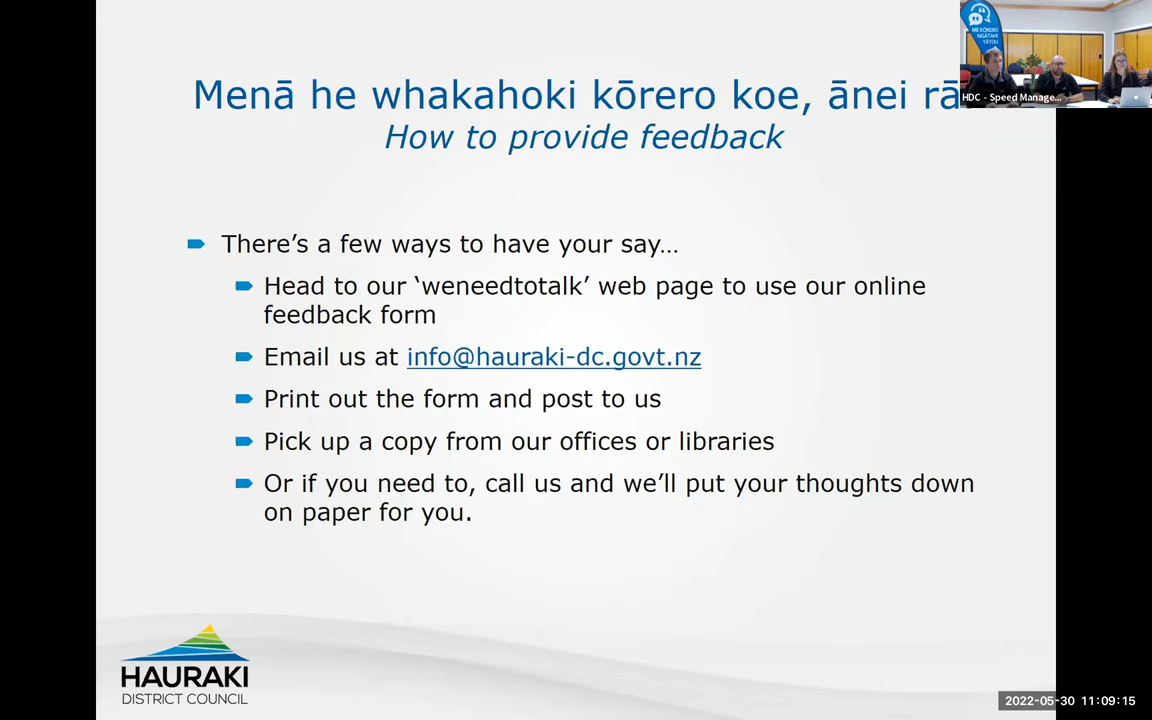 Menā he whakahoki kōrero koe, ānei rā
How to provide feedback
There’s a few ways to have your say…
Head to our ‘weneedtotalk’ web page to use our online
feedback form
Email us at info@hauraki-dc.govt.nz
Print out the form and post to us
Pick up a copy from our offices or libraries
Or if you need to, call us and we’ll put your thoughts down
on paper for you.
HAURAKI
DISTRICT COUNCIL
ME KŌRERO
NGĀTAHI
TĀTOU
HDC - Speed Manage...
2022-05-30 11:09:15